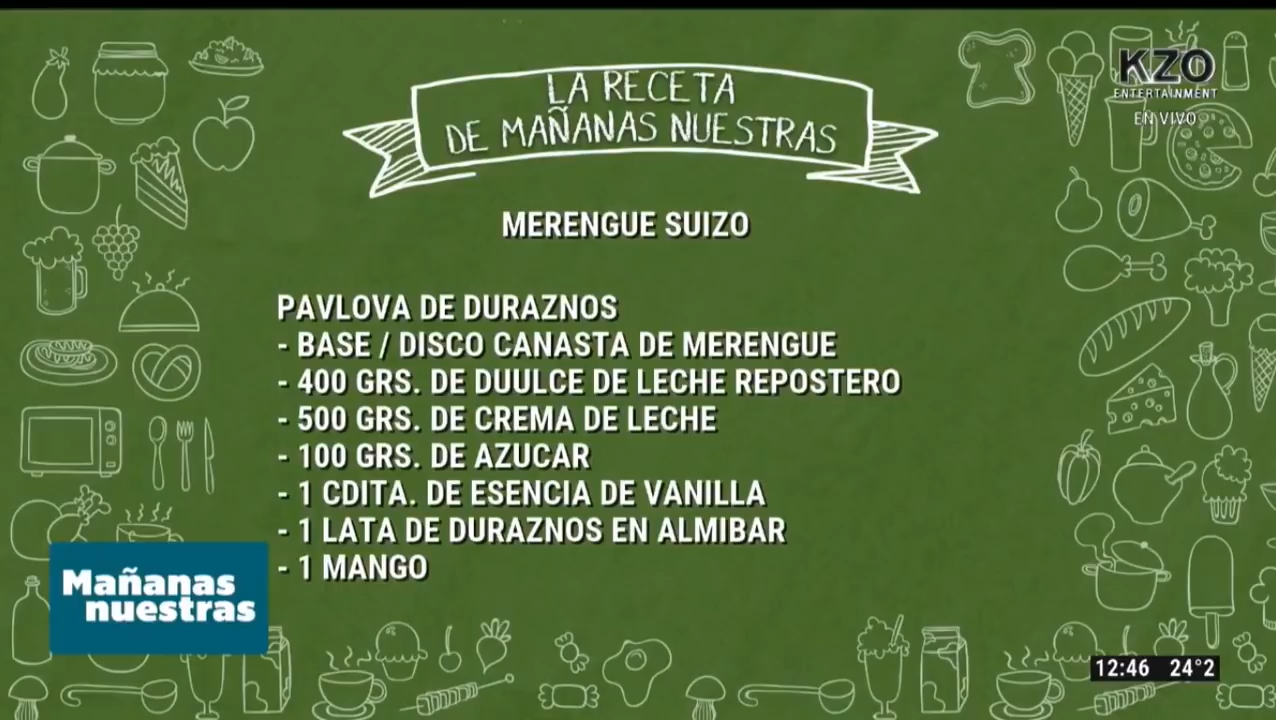 LA RECETA
DE MAÑANAS NUESTRAS
KZO
ENTERTAINMENT
EN VIVO
MERENGUE SUIZO
PAVLOVA DE DURAZNOS
- BASE / DISCO CANASTA DE MERENGUE
- 400 GRS. DE DUULCE DE LECHE REPOSTERO
- 500 GRS. DE CREMA DE LECHE
- 100 GRS. DE AZUCAR
- 1 CDITA. DE ESENCIA DE VANILLA
- 1 LATA DE DURAZNOS EN ALMIBAR
- 1 MANGO
Mañanas
nuestras
12:46 24°2